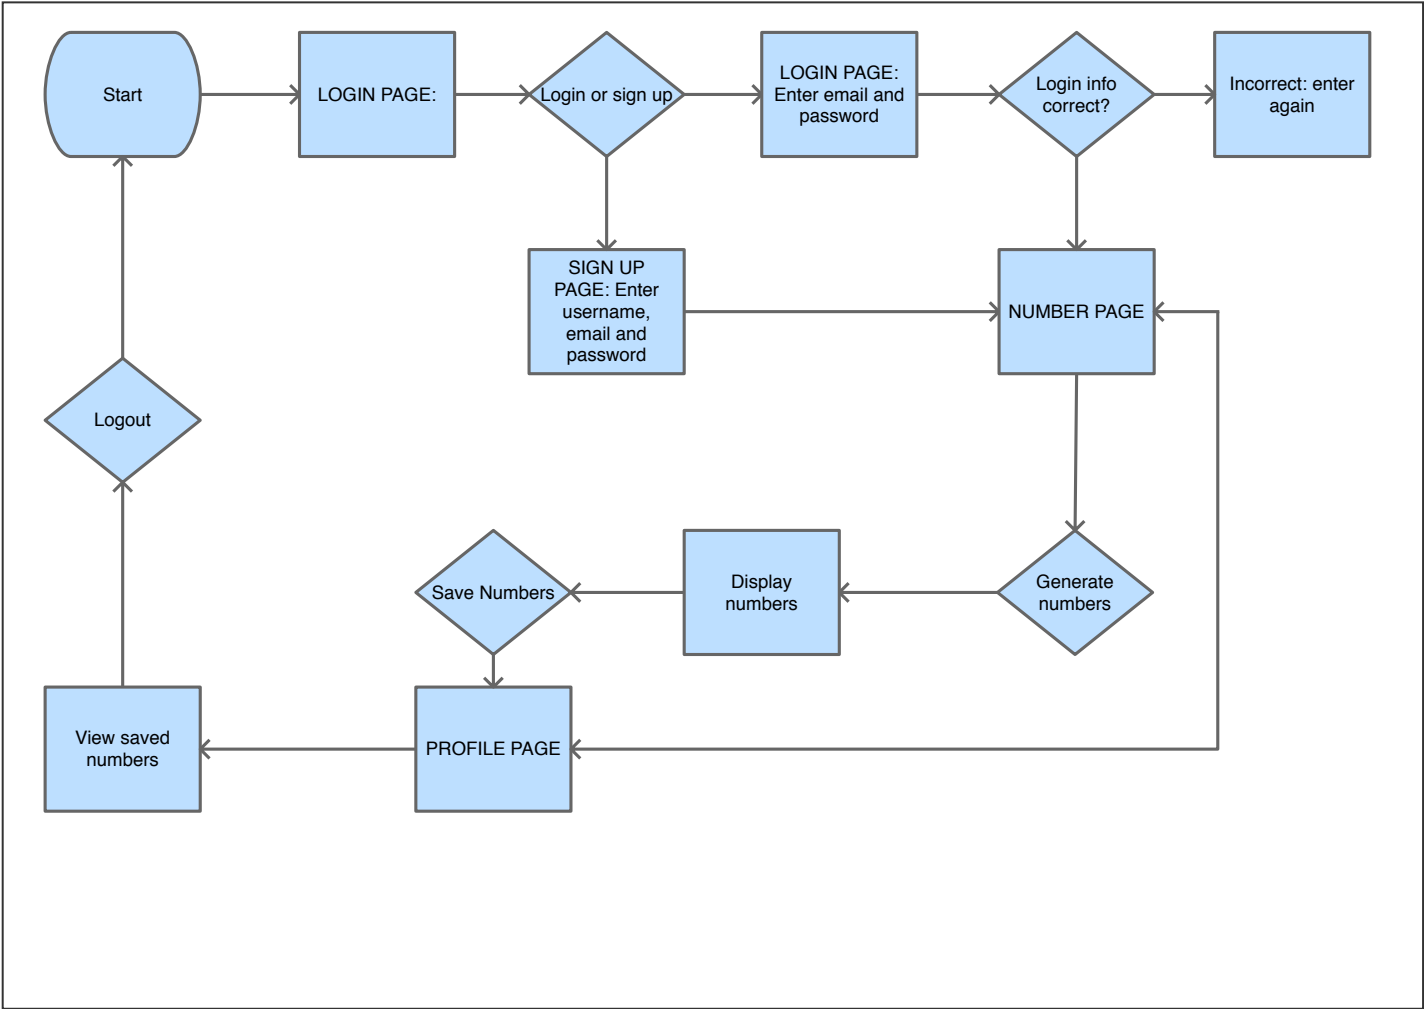 Start
LOGIN PAGE:
Login or sign up
LOGIN PAGE:
Enter email and
password
Login info
correct?
Incorrect: enter
again
SIGN UP
PAGE: Enter
username,
email and
password
NUMBER PAGE
Logout
Save Numbers
Display
numbers
Generate
numbers
View saved
numbers
PROFILE PAGE